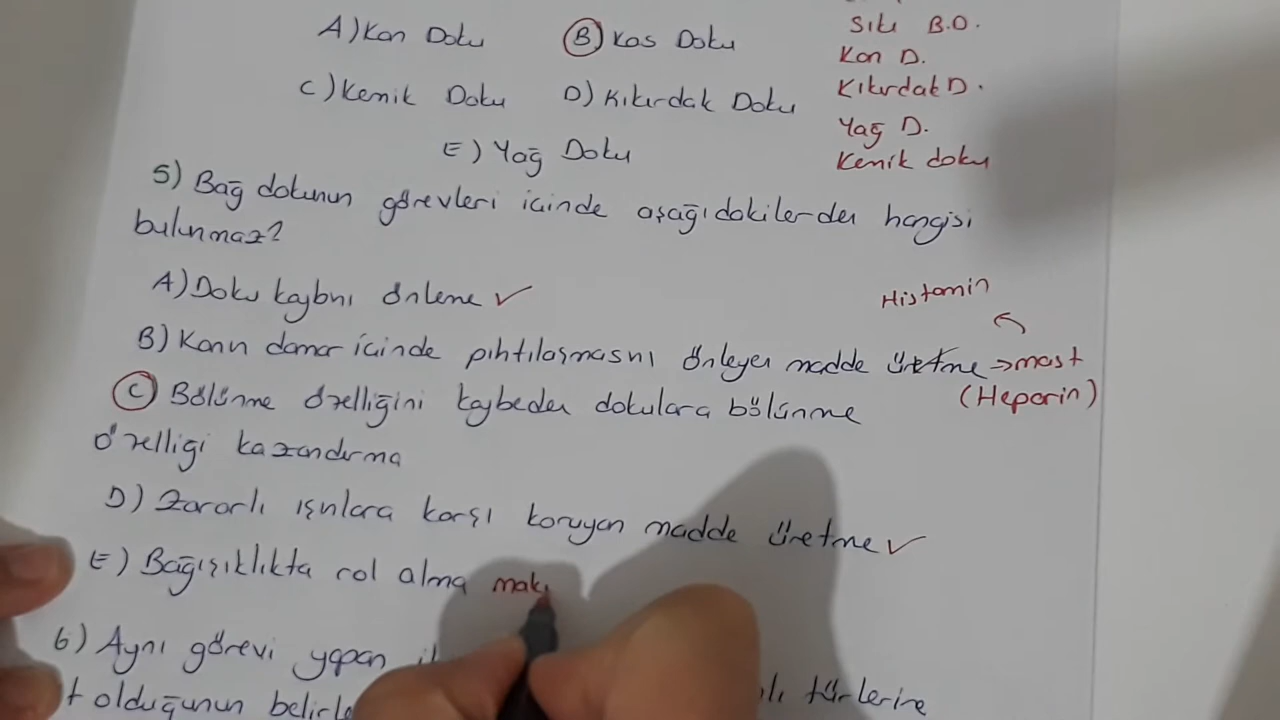 A) Kan Doku B) Kas Doku
C) Kemik Doku D) Kıkırdak Doku
E) Yağ Doku
Sıkı B.D.
Kan D.
Kıkırdak D.
Yağ D.
Kemik doku
5) Bağ dokunun görevleri içinde aşağıdakilerden hangisi
bulunmaz?
A) Doku kaybını önleme ✓
Histamin
B) Kanın damar içinde pıhtılaşmasını önleyen madde üretme → mast
(Heparin)
C) Bölünme özelliğini kaybeden dokulara bölünme
özelliği kazandırma
D) Zararlı ışınlara karşı koruyan madde üretme ✓
E) Bağışıklıkta rol alma mak
6) Aynı görevi yapan
türlerine
olduğunun